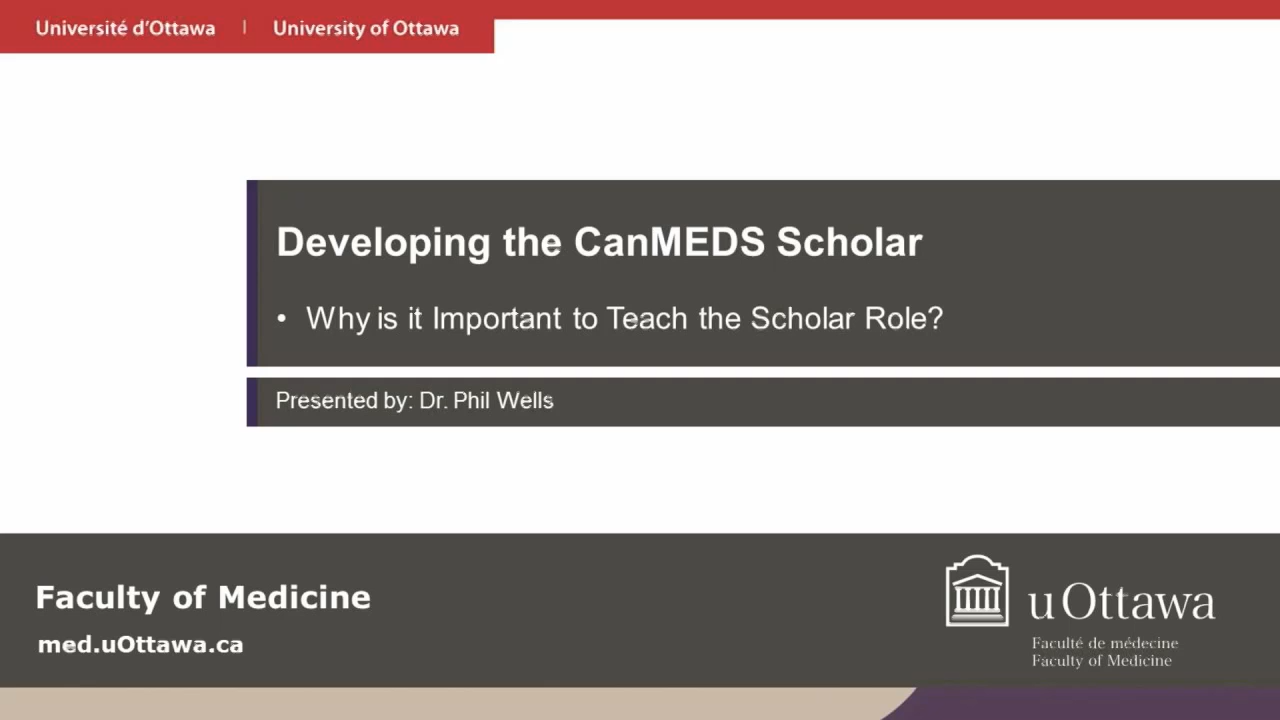 Université d'Ottawa | University of Ottawa
Developing the CanMEDS Scholar
• Why is it Important to Teach the Scholar Role?
Presented by: Dr. Phil Wells
Faculty of Medicine
med.uOttawa.ca
uOttawa
Faculté de médecine
Faculty of Medicine